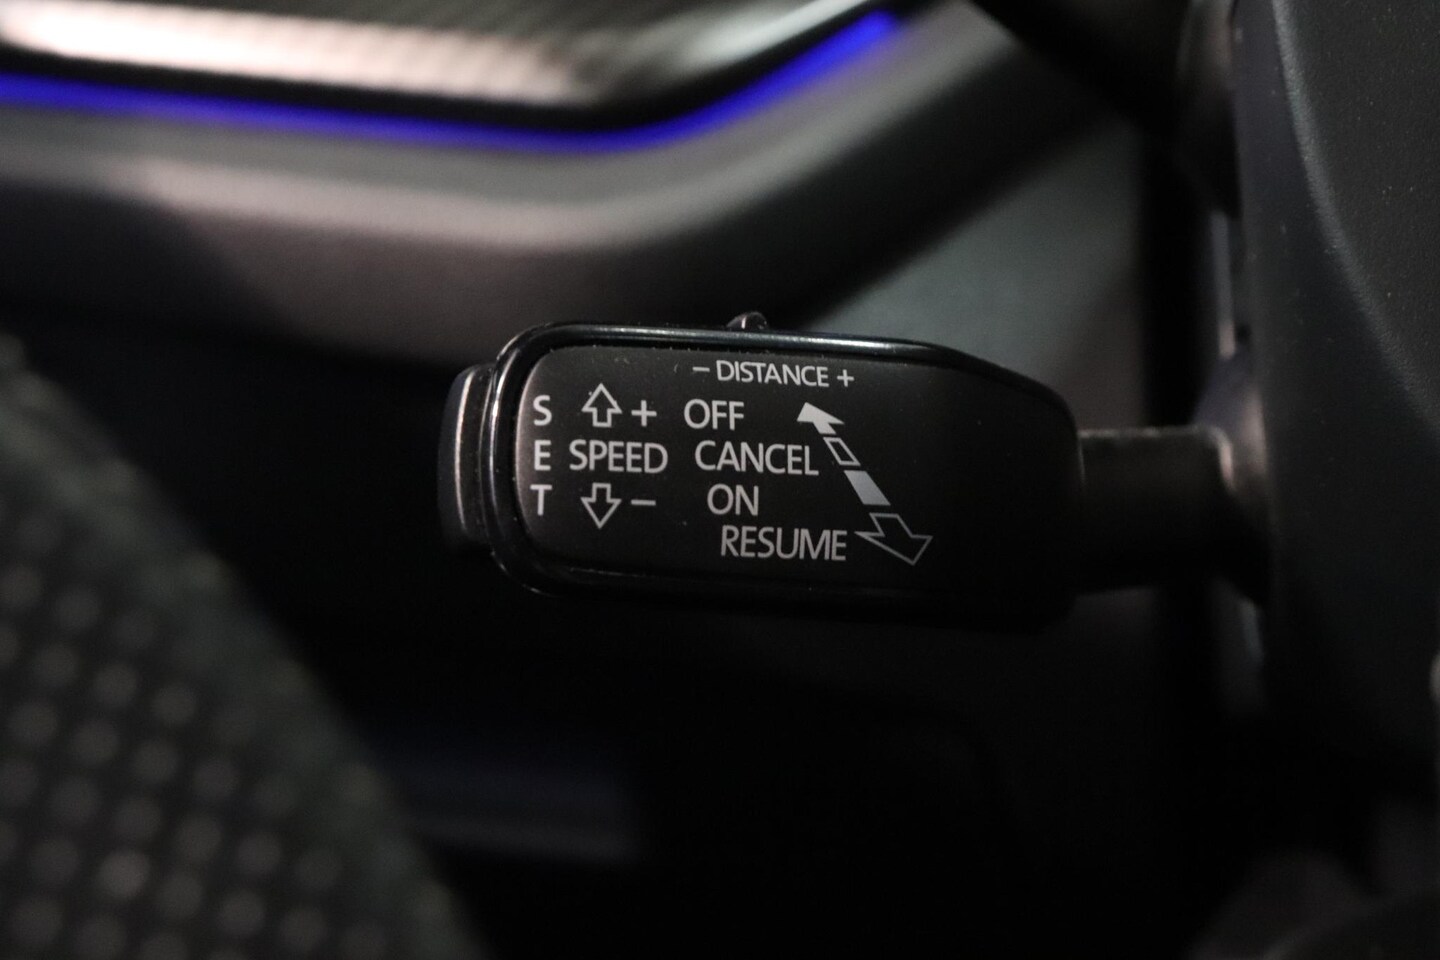 – DISTANCE +
S + OFF
E SPEED CANCEL
T – ON
RESUME